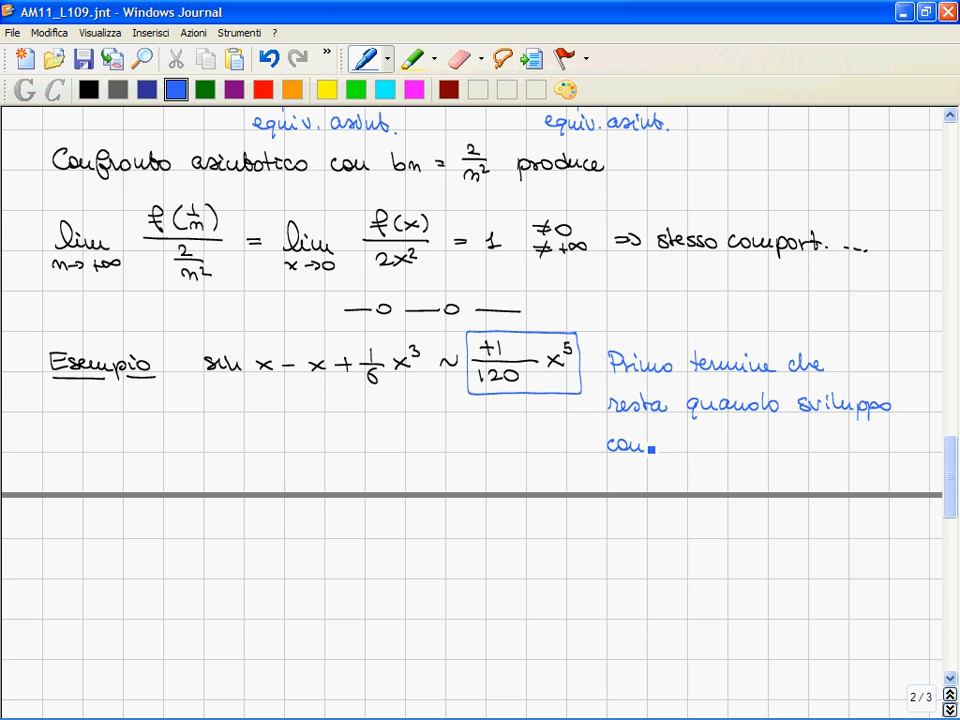 AM11_L109.jnt - Windows Journal
File Modifica Visualizza Inserisci Azioni Strumenti ?
equiv. asint. equiv. asint.
Confronto asintotico con bn = 2/n² produce
lim n→+∞ f(1/n) / (2/n²) = lim x→0 f(x) / 2x² = 1 ≠0 ≠+∞ ⇒ stesso comport. ...
—o—o—
Esempio sin x - x + 1/6 x³ ~ +1/120 x⁵ Primo termine che
resta quando sviluppo
con
2 / 3